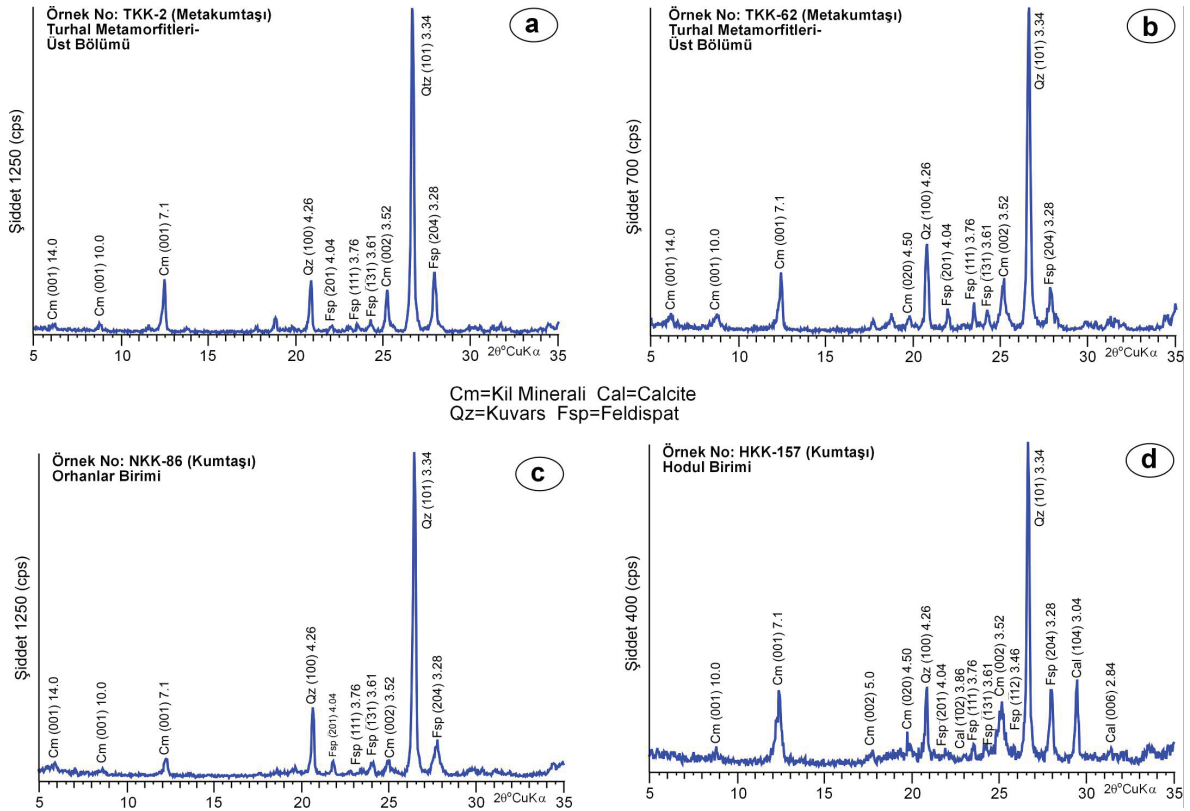 Örnek No: TKK-2 (Metakumtaşı)
Turhal Metamorfitleri-
Üst Bölümü
a
Şiddet 1250 (cps)
Cm (001) 14.0
Cm (001) 10.0
Cm (001) 7.1
Qz (100) 4.26
Fsp (201) 4.04
Fsp (111) 3.76
Fsp (131) 3.61
Cm (002) 3.52
Qtz (101) 3.34
Fsp (204) 3.28
5 10 15 20 25 30 35
2θºCuKα
Örnek No: TKK-62 (Metakumtaşı)
Turhal Metamorfitleri-
Üst Bölümü
b
Şiddet 700 (cps)
Cm (001) 14.0
Cm (001) 10.0
Cm (001) 7.1
Cm (020) 4.50
Qz (100) 4.26
Fsp (201) 4.04
Fsp (111) 3.76
Fsp (131) 3.61
Cm (002) 3.52
Qz (101) 3.34
Fsp (204) 3.28
5 10 15 20 25 30 35
2θºCuKα
Cm=Kil Minerali Cal=Calcite
Qz=Kuvars Fsp=Feldispat
Örnek No: NKK-86 (Kumtaşı)
Orhanlar Birimi
c
Şiddet 1250 (cps)
Cm (001) 14.0
Cm (001) 10.0
Cm (001) 7.1
Qz (100) 4.26
Fsp (201) 4.04
Fsp (111) 3.76
Fsp (131) 3.61
Cm (002) 3.52
Qz (101) 3.34
Fsp (204) 3.28
5 10 15 20 25 30 35
2θºCuKα
Örnek No: HKK-157 (Kumtaşı)
Hodul Birimi
d
Şiddet 400 (cps)
Cm (001) 10.0
Cm (001) 7.1
Cm (002) 5.0
Cm (020) 4.50
Qz (100) 4.26
Fsp (201) 4.04
Cal (102) 3.86
Fsp (111) 3.76
Fsp (131) 3.61
Cm (002) 3.52
Fsp (112) 3.46
Qz (101) 3.34
Fsp (204) 3.28
Cal (104) 3.04
Cal (006) 2.84
5 10 15 20 25 30 35
2θºCuKα